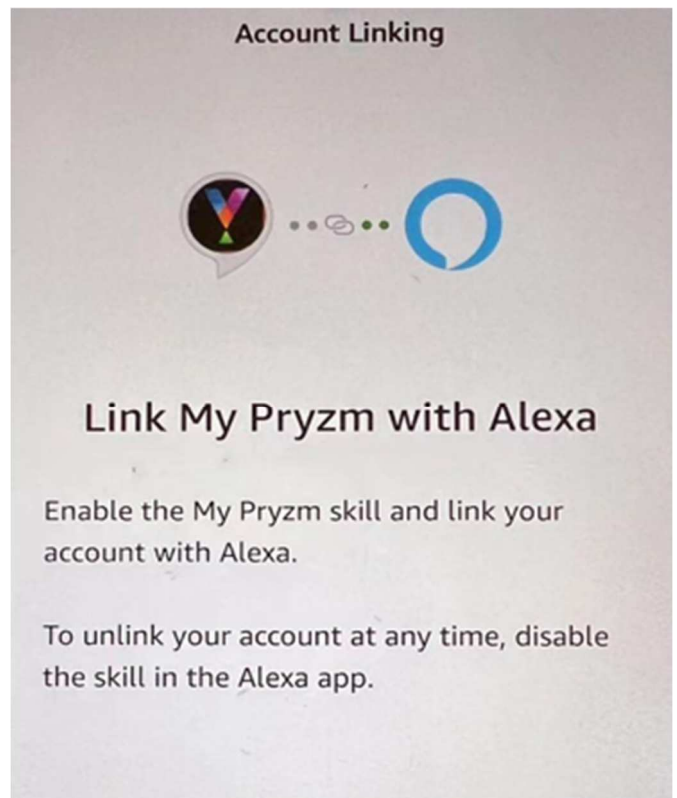 Account Linking
Link My Pryzm with Alexa
Enable the My Pryzm skill and link your
account with Alexa.
To unlink your account at any time, disable
the skill in the Alexa app.